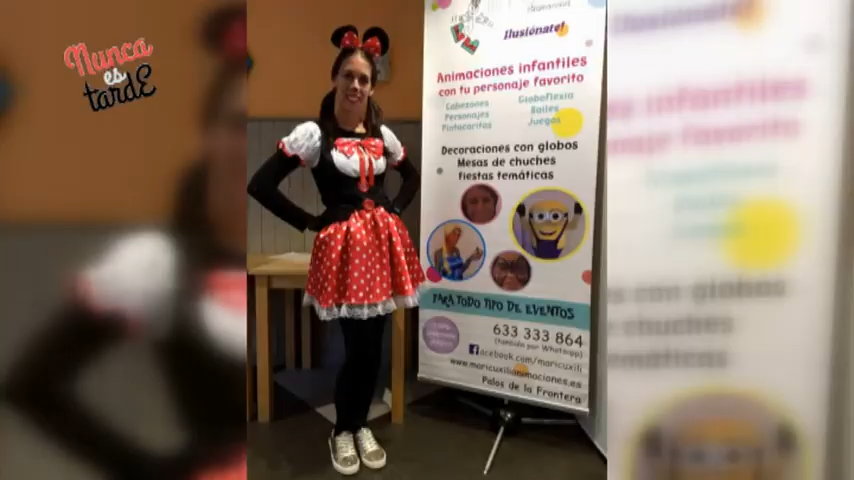 Nunca
es
tardE
Ilusiónate!
Animaciones infantiles
con tu personaje favorito
Cabezones
Personajes
Pintacaritas
Globoflexia
Bailes
Juegos
Decoraciones con globos
Mesas de chuches
fiestas temáticas
PARA TODO TIPO DE EVENTOS
633 333 864
(también por Whatsapp)
facebook.com/maricuxili
www.maricuxilianimaciones.es
Palos de la Frontera